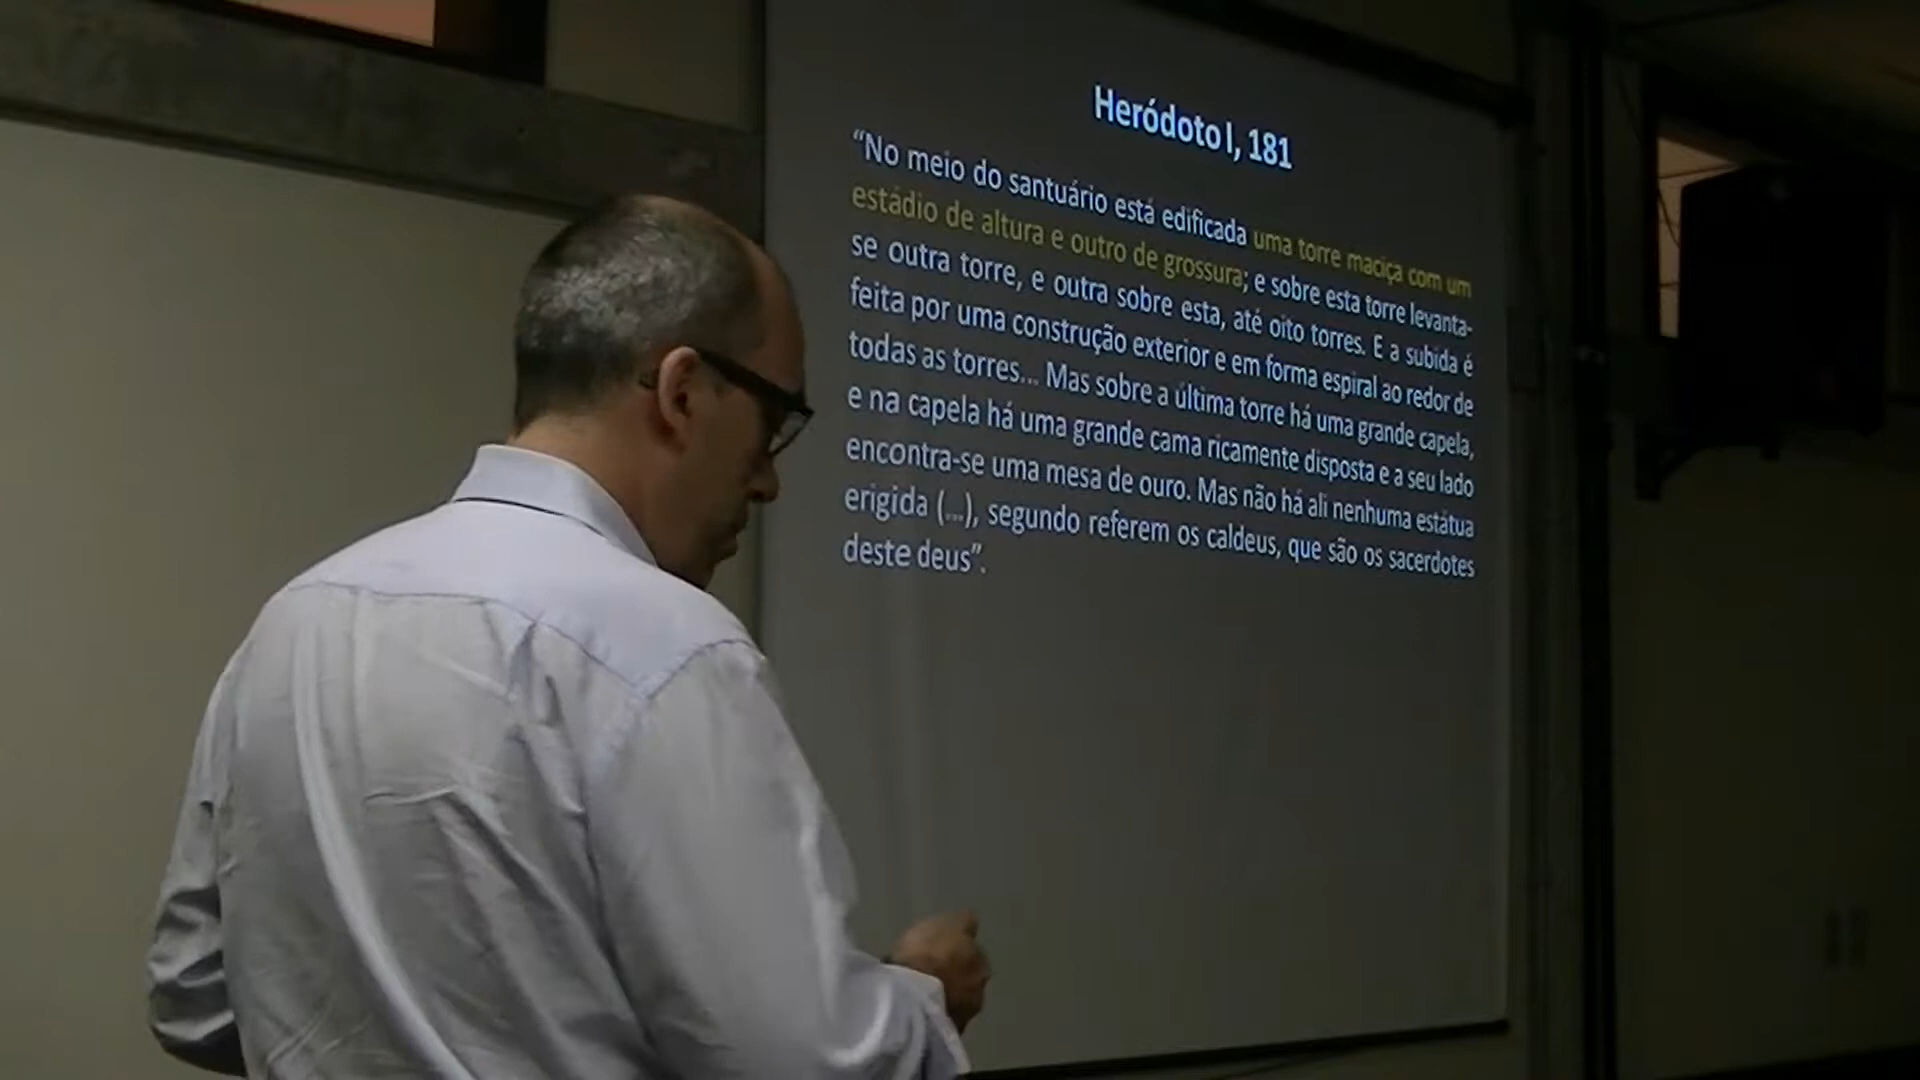 Heródoto I, 181
“No meio do santuário está edificada uma torre maciça com um
estádio de altura e outro de grossura; e sobre esta torre levanta-
se outra torre, e outra sobre esta, até oito torres. E a subida é
feita por uma construção exterior e em forma espiral ao redor de
todas as torres... Mas sobre a última torre há uma grande capela,
e na capela há uma grande cama ricamente disposta e a seu lado
encontra-se uma mesa de ouro. Mas não há ali nenhuma estátua
erigida (...), segundo referem os caldeus, que são os sacerdotes
deste deus”.